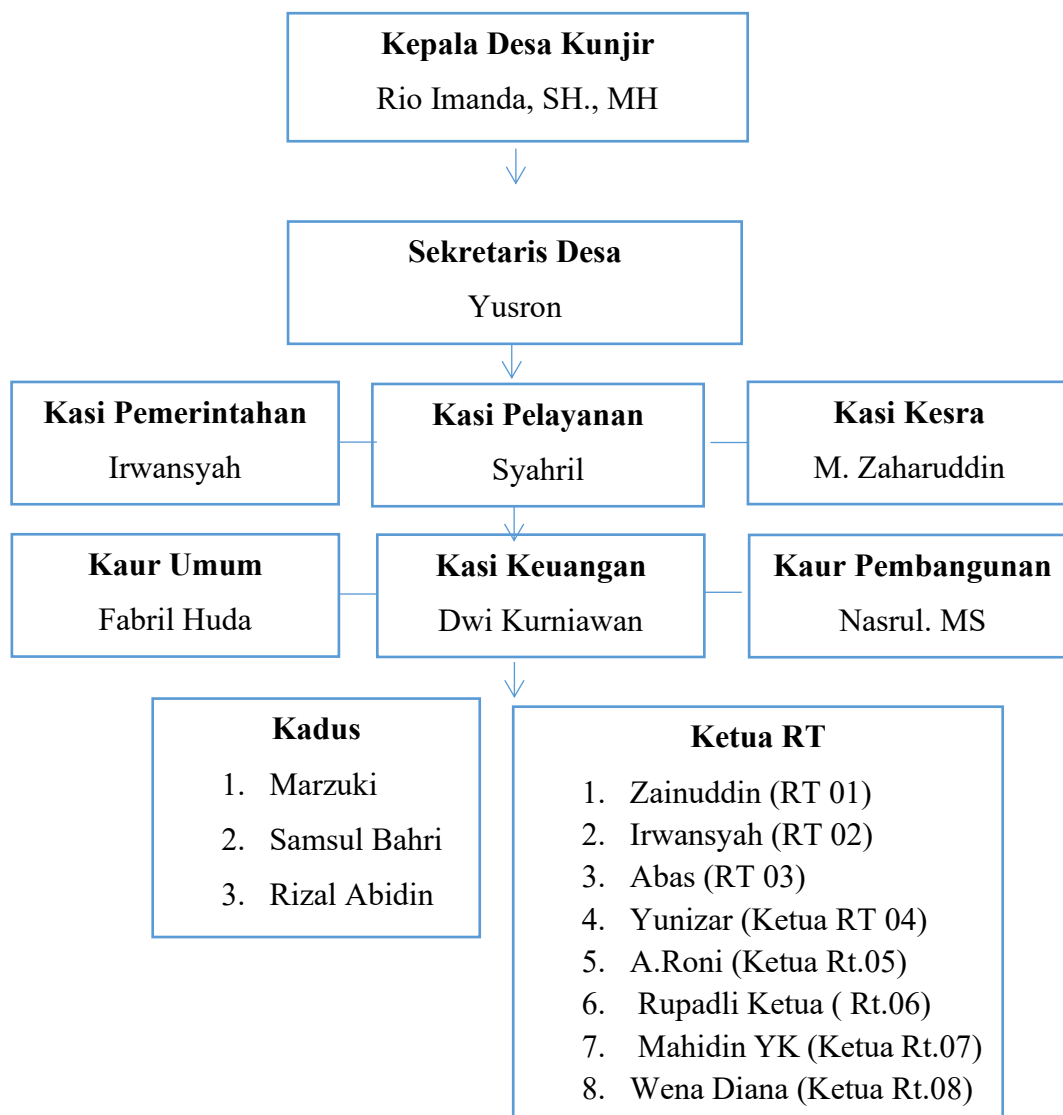 Kepala Desa Kunjir
Rio Imanda, SH., MH
Sekretaris Desa
Yusron
Kasi Pemerintahan
Irwansyah
Kasi Pelayanan
Syahril
Kasi Kesra
M. Zaharuddin
Kaur Umum
Fabril Huda
Kasi Keuangan
Dwi Kurniawan
Kaur Pembangunan
Nasrul. MS
Kadus
1. Marzuki
2. Samsul Bahri
3. Rizal Abidin
Ketua RT
1. Zainuddin (RT 01)
2. Irwansyah (RT 02)
3. Abas (RT 03)
4. Yunizar (Ketua RT 04)
5. A.Roni (Ketua Rt.05)
6. Rupadli Ketua ( Rt.06)
7. Mahidin YK (Ketua Rt.07)
8. Wena Diana (Ketua Rt.08)